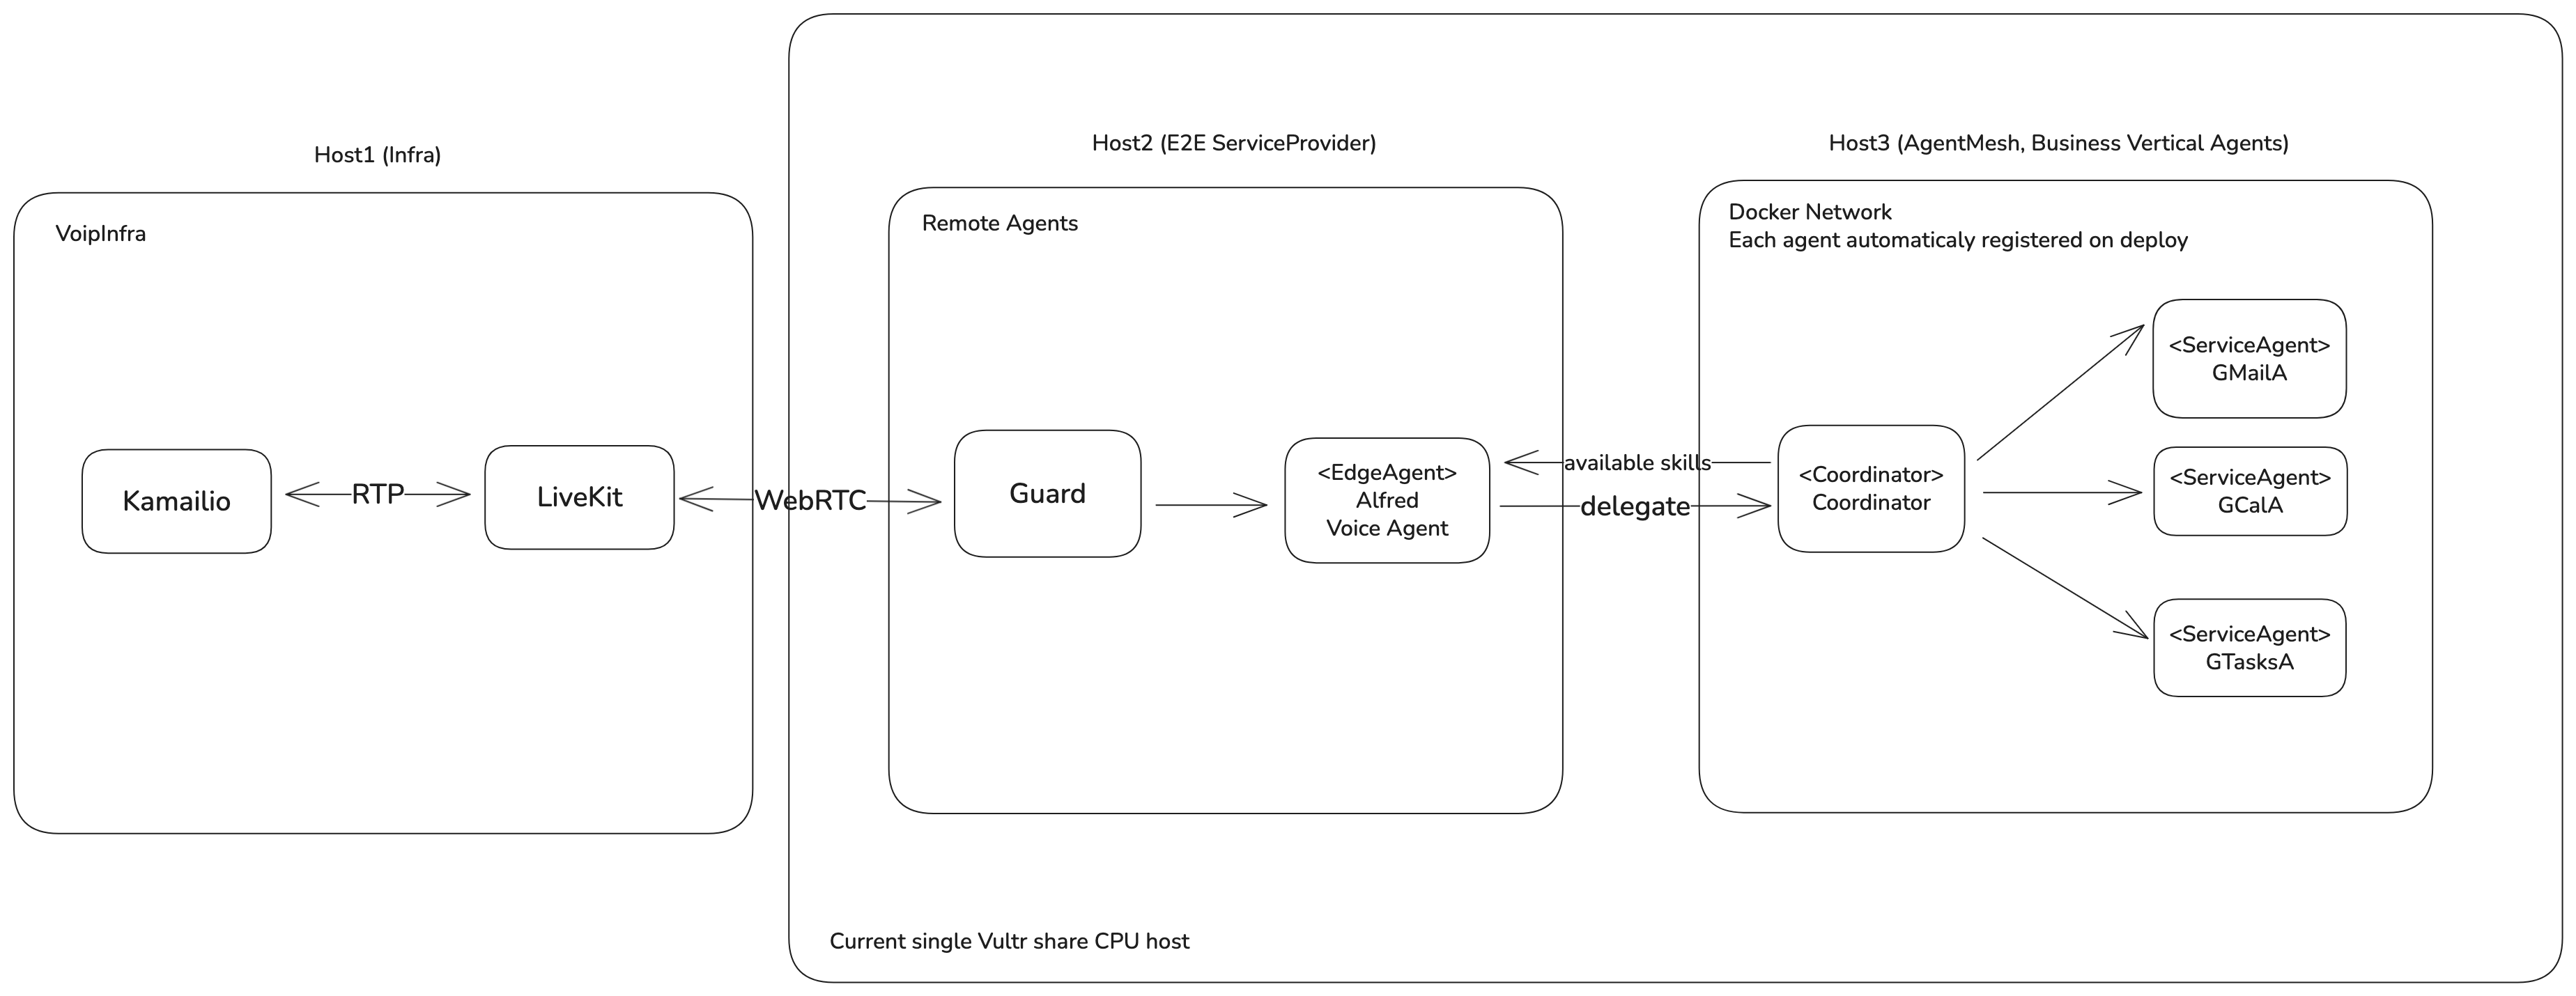 Host1 (Infra)
VoipInfra
Kamailio
RTP
LiveKit
WebRTC
Host2 (E2E ServiceProvider)
Remote Agents
Guard
<EdgeAgent>
Alfred
Voice Agent
available skills
delegate
Host3 (AgentMesh, Business Vertical Agents)
Docker Network
Each agent automaticaly registered on deploy
<Coordinator>
Coordinator
<ServiceAgent>
GMailA
<ServiceAgent>
GCalA
<ServiceAgent>
GTasksA
Current single Vultr share CPU host